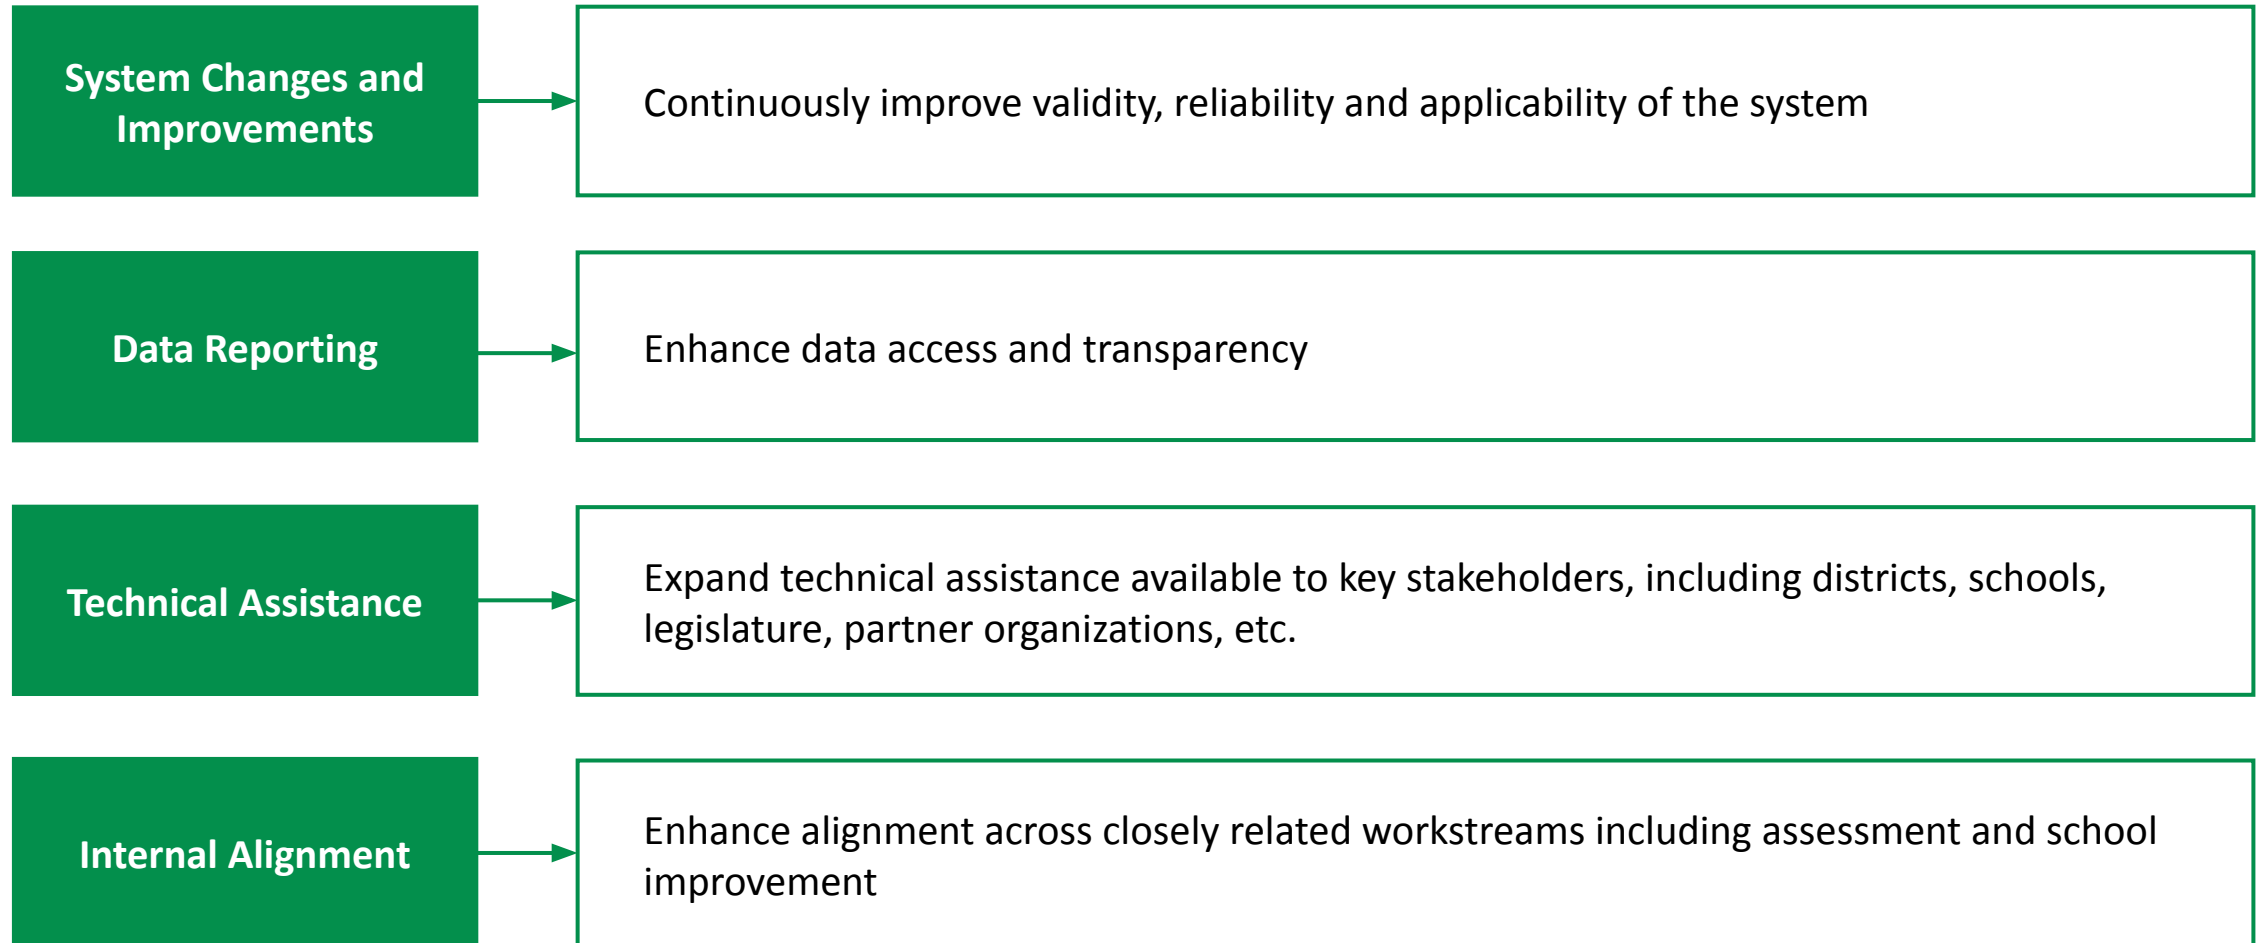 System Changes and
Improvements
Continuously improve validity, reliability and applicability of the system
Data Reporting
Enhance data access and transparency
Technical Assistance
Expand technical assistance available to key stakeholders, including districts, schools,
legislature, partner organizations, etc.
Internal Alignment
Enhance alignment across closely related workstreams including assessment and school
improvement